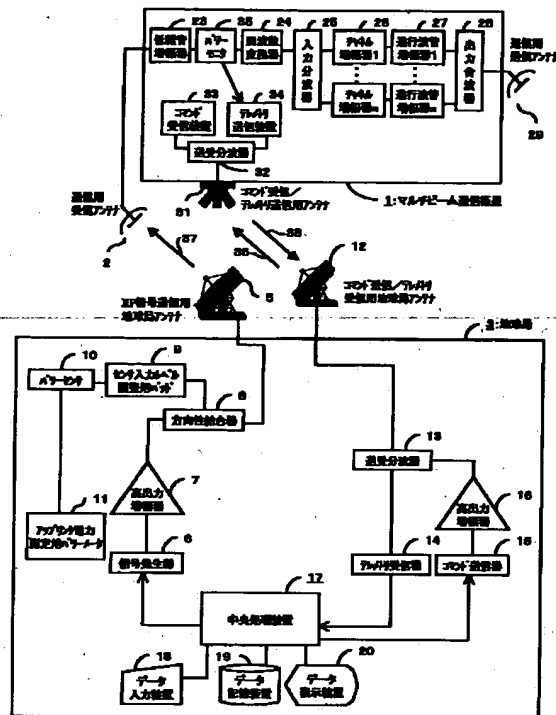 23
35
24
25
26
27
28
低雑音
増幅器
パワー
モニタ
周波数
変換器
入力分波器
チャネル
増幅器1
進行波管
増幅器1
出力合波器
チャネル
増幅器m
進行波管
増幅器m
送信用
29
33
34
コマンド
受信装置
テレメトリ
送信装置
送受分波器
32
31
コマンド受信/
テレメトリ送信用アンテナ
1:マルチビーム通信衛星
通信用
受信アンテナ
2
37
36
38
12
5
信号送信用
地球局アンテナ
コマンド送信/テレメトリ
受信用地球局アンテナ
3:地球局
10
9
パワーセンサ
センサ入力レベル
調整用パッド
8
方向性結合器
7
高出力
増幅器
11
アップリンク電力
測定用パワーメータ
6
信号発生器
13
送受分波器
16
高出力
増幅器
14
テレメトリ受信器
15
コマンド送信器
17
中央処理装置
18
データ
入力装置
19
データ
記録装置
20
データ
表示装置